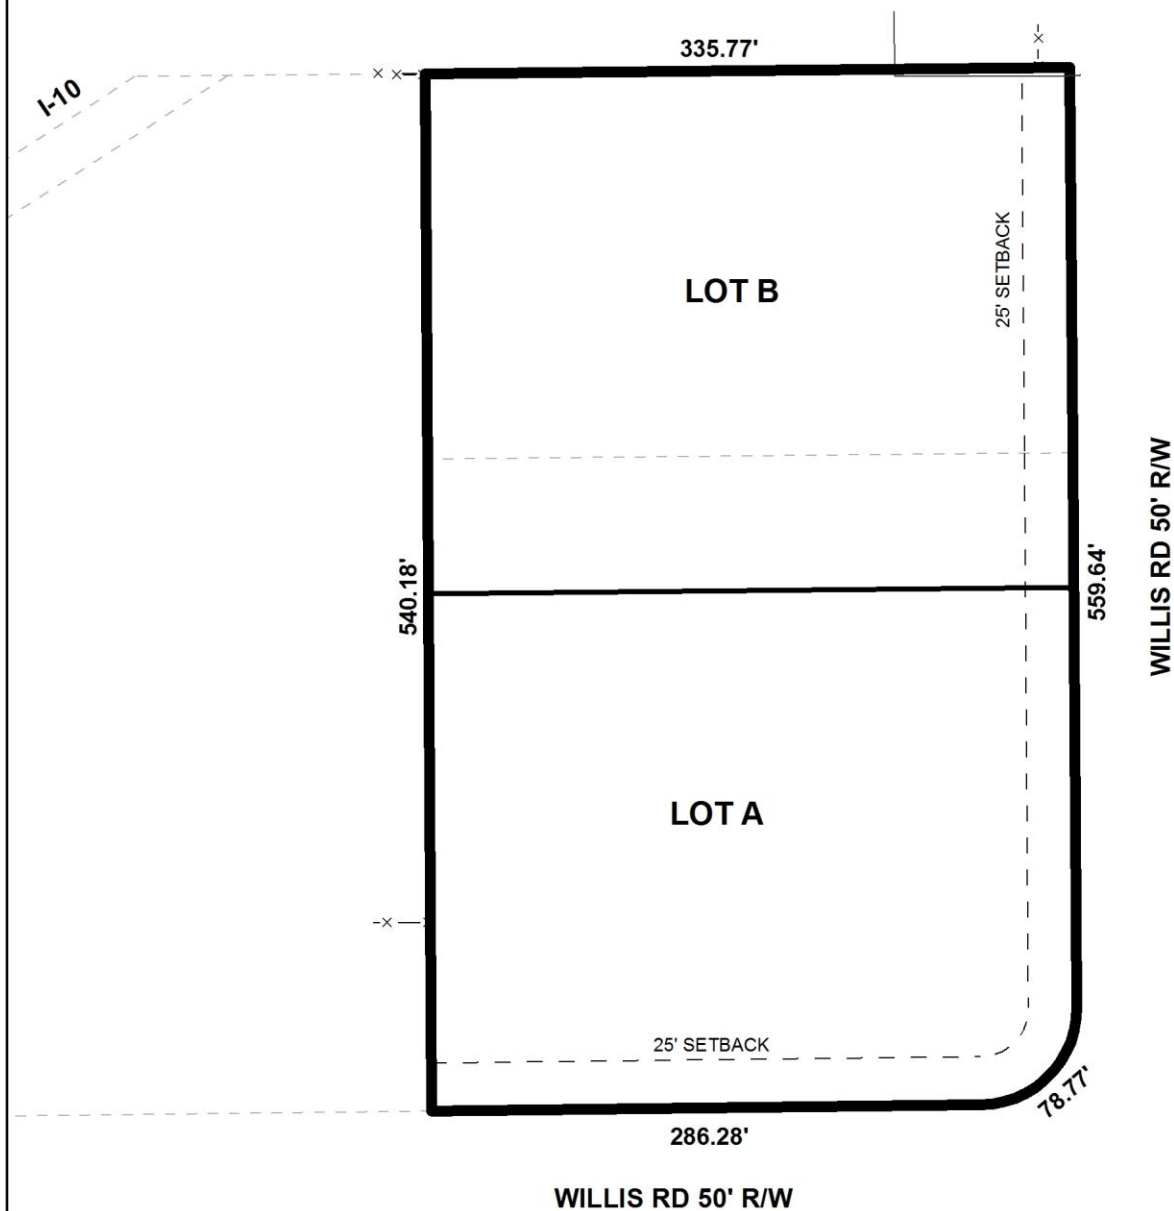 335.77'
I-10
25' SETBACK
LOT B
WILLIS RD 50' R/W
540.18'
559.64'
LOT A
25' SETBACK
78.77'
286.28'
WILLIS RD 50' R/W